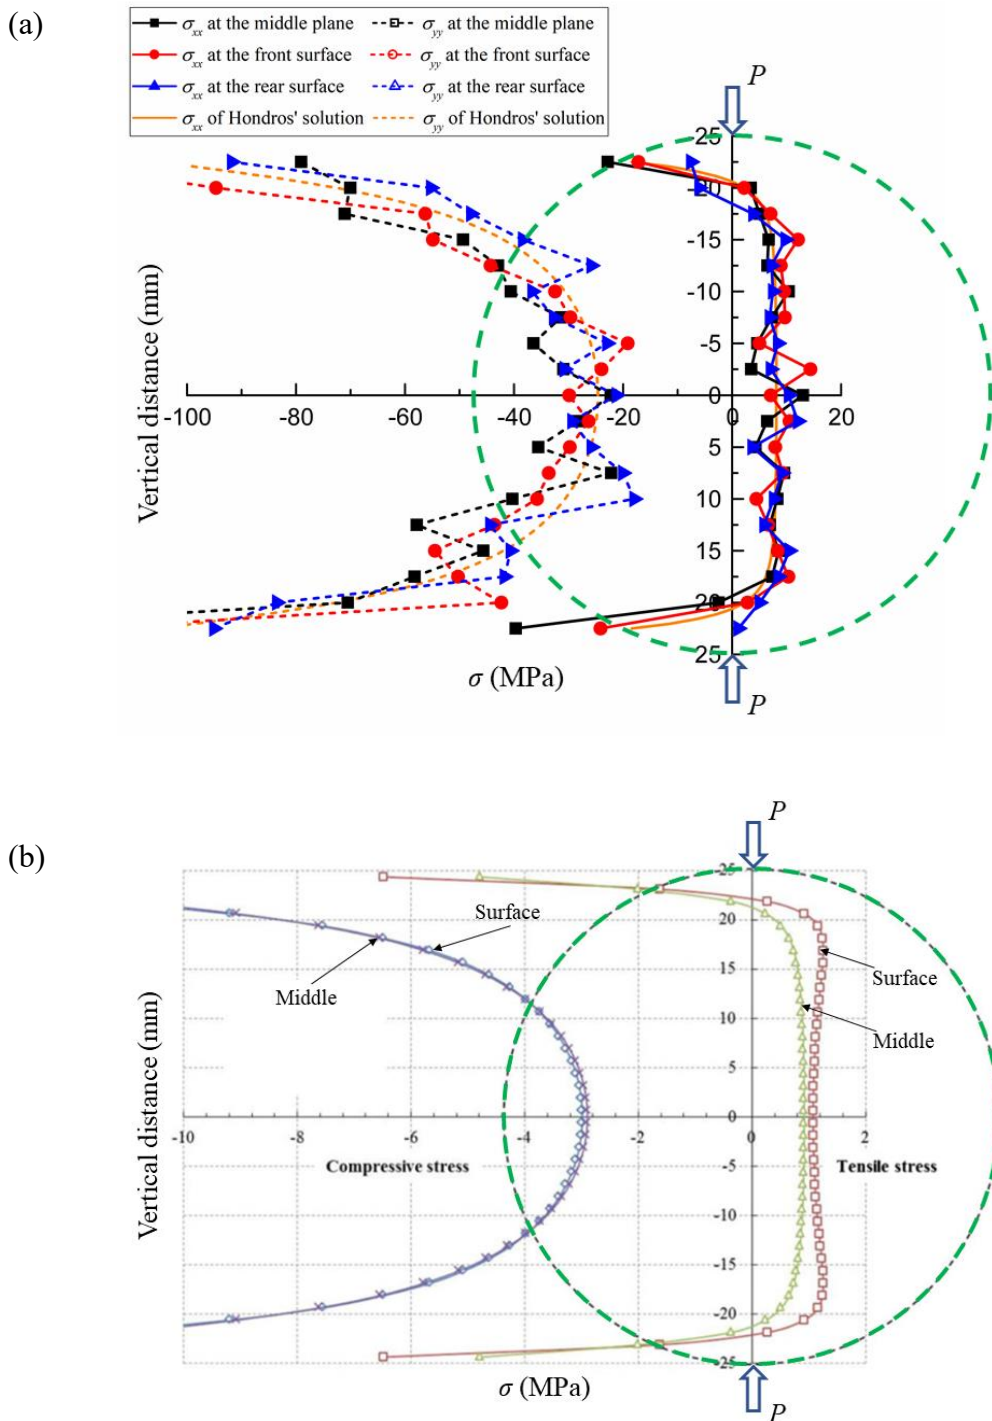 (a)
σxx at the middle plane σyy at the middle plane
σxx at the front surface σyy at the front surface
σxx at the rear surface σyy at the rear surface
σxx of Hondros' solution σyy of Hondros' solution
P
25
-15
-10
-5
0
-100 -80 -60 -40 -20 0 20
5
10
15
20
25
Vertical distance (mm)
σ (MPa)
P
(b)
P
25
20
15
10
5
0
-10 -8 -6 -4 -2 0 2
-5
-10
-15
-20
-25
Surface
Middle
Surface
Middle
Compressive stress Tensile stress
Vertical distance (mm)
σ (MPa)
P